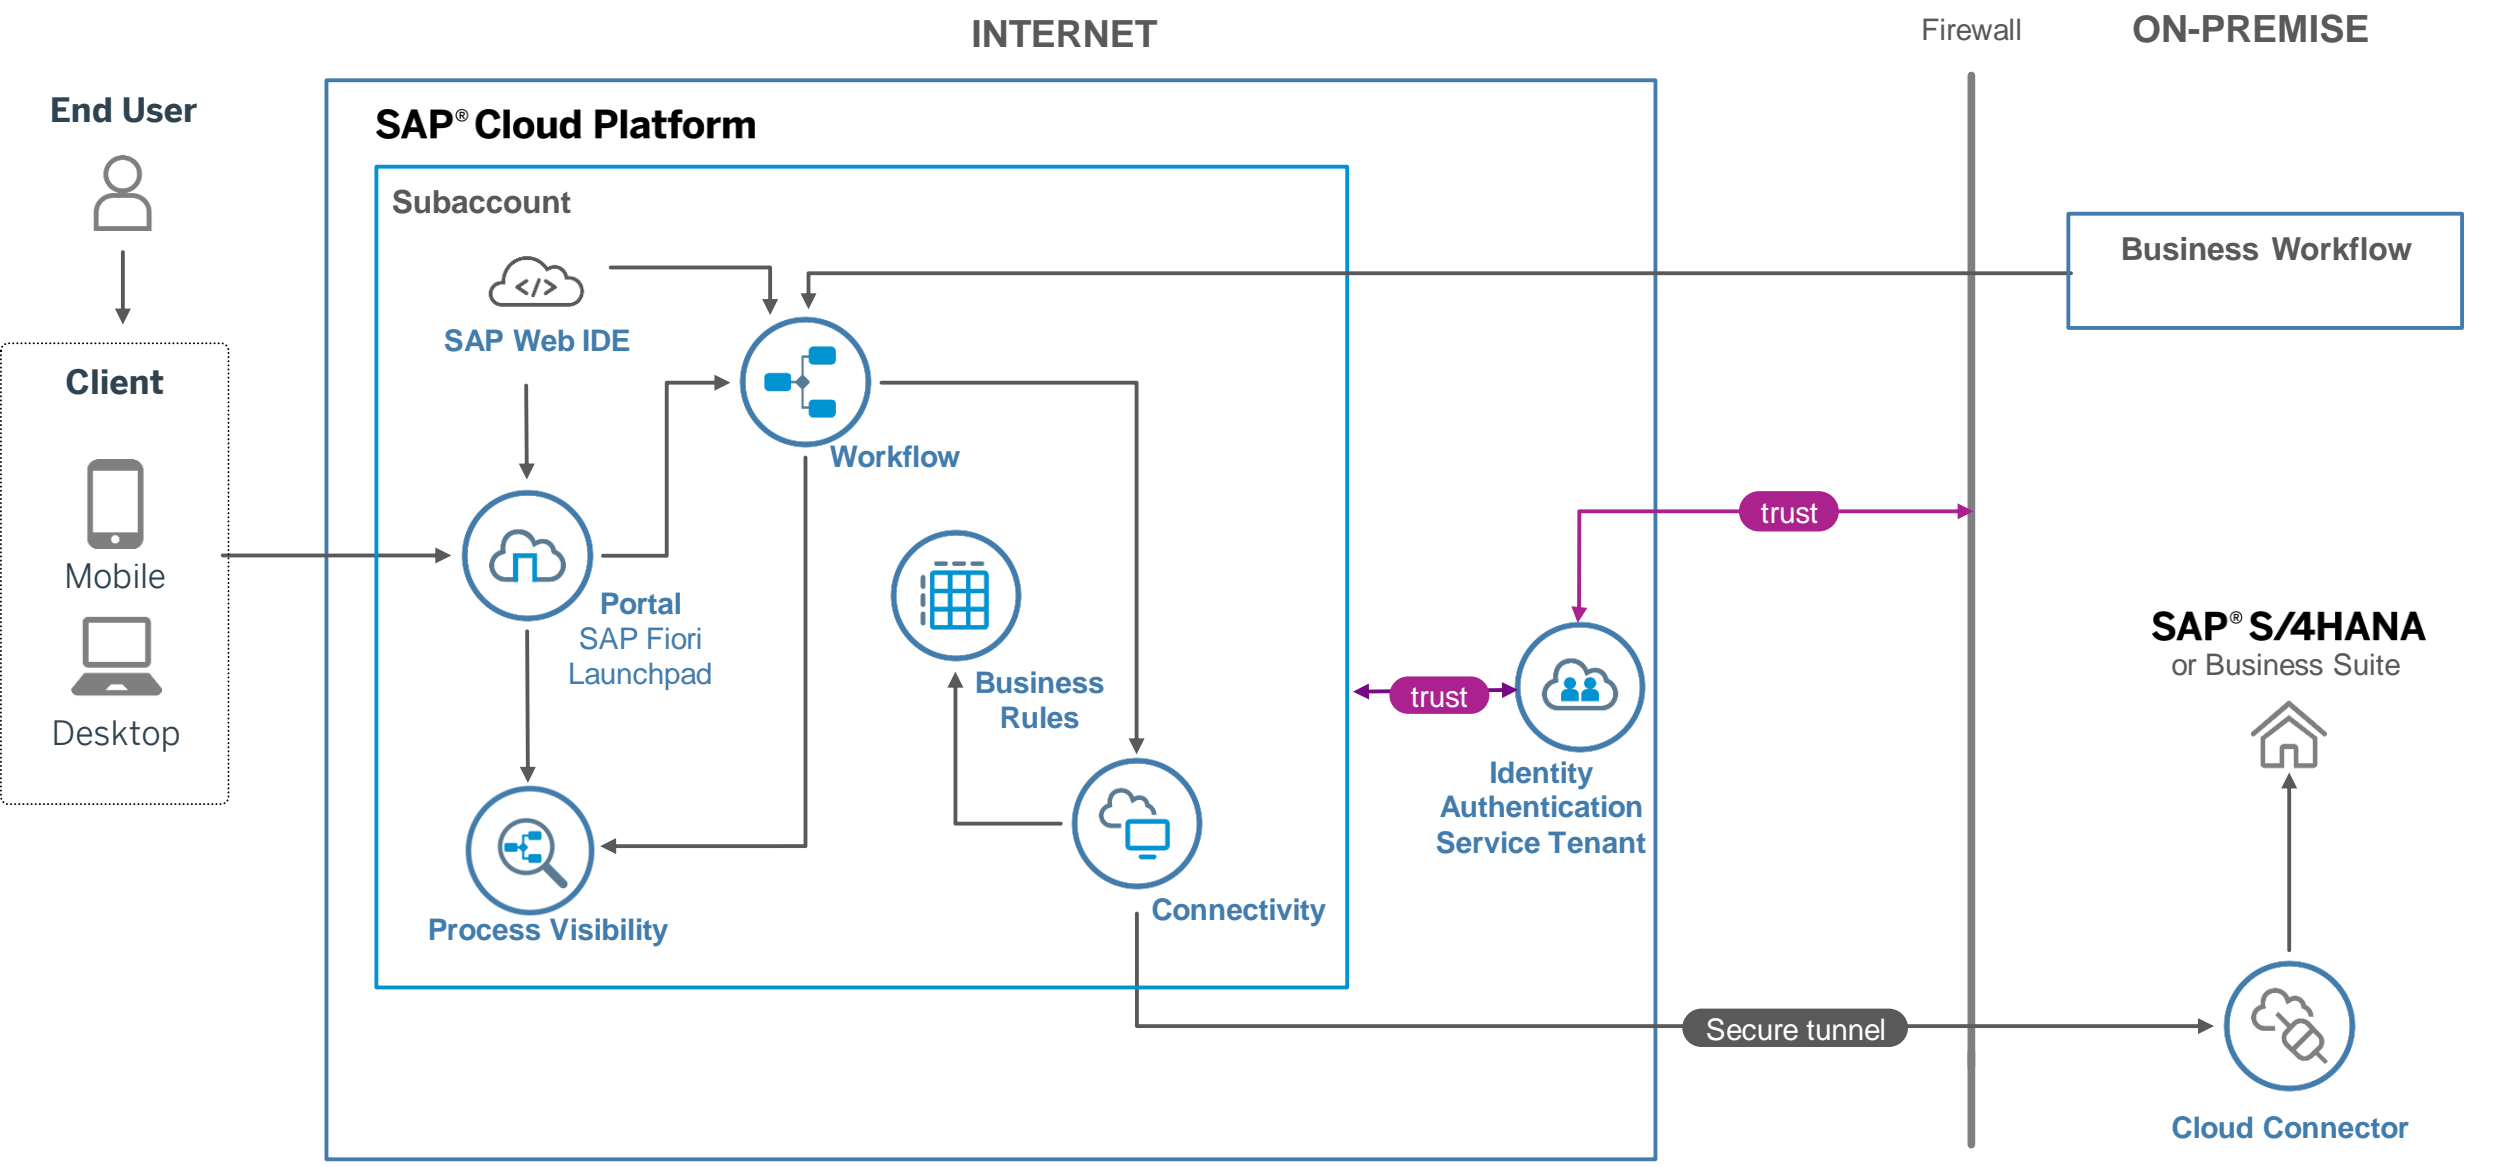 INTERNET
Firewall
ON-PREMISE
End User
SAP® Cloud Platform
Subaccount
Business Workflow
</>
SAP Web IDE
Client
Workflow
trust
Mobile
Portal
SAP Fiori
Launchpad
Business
Rules
trust
SAP® S/4HANA
or Business Suite
Desktop
Identity
Authentication
Service Tenant
Process Visibility
Connectivity
Secure tunnel
Cloud Connector